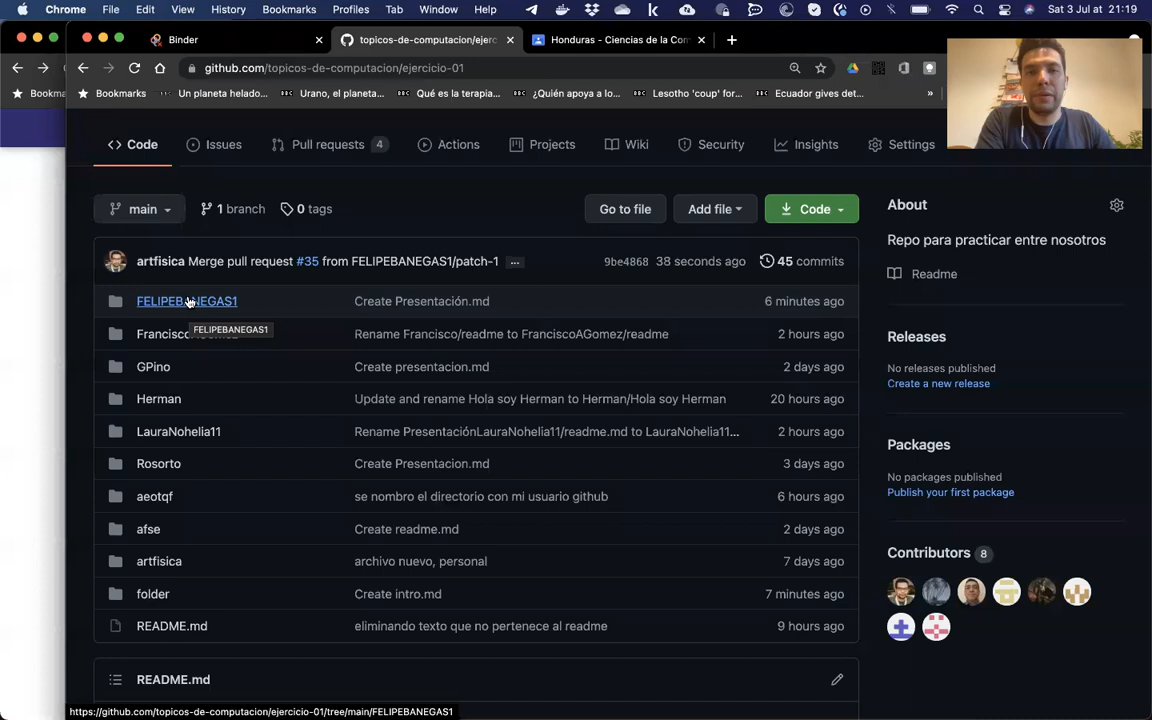 Chrome File Edit View History Bookmarks Profiles Tab Window Help Sat 3 Jul at 21:19
Binder
topicos-de-computacion/ejerc
Honduras - Ciencias de la Com
github.com/topicos-de-computacion/ejercicio-01
Bookma
Bookmarks Un planeta helado... Urano, el planeta... Qué es la terapia... ¿Quién apoya a lo... Lesotho 'coup' for... Ecuador gives det... »
Code Issues Pull requests 4 Actions Projects Wiki Security Insights Settings
main 1 branch 0 tags Go to file Add file Code
artfisica Merge pull request #35 from FELIPEBANEGAS1/patch-1 ... 9be4868 38 seconds ago 45 commits
FELIPEBANEGAS1 Create Presentación.md 6 minutes ago
FELIPEBANEGAS1
Francisco Rename Francisco/readme to FranciscoAGomez/readme 2 hours ago
GPino Create presentacion.md 2 days ago
Herman Update and rename Hola soy Herman to Herman/Hola soy Herman 20 hours ago
LauraNohelia11 Rename PresentaciónLauraNohelia11/readme.md to LauraNohelia11... 2 hours ago
Rosorto Create Presentacion.md 3 days ago
aeotqf se nombro el directorio con mi usuario github 6 hours ago
afse Create readme.md 2 days ago
artfisica archivo nuevo, personal 7 days ago
folder Create intro.md 7 minutes ago
README.md eliminando texto que no pertenece al readme 9 hours ago
README.md
About
Repo para practicar entre nosotros
Readme
Releases
No releases published
Create a new release
Packages
No packages published
Publish your first package
Contributors 8
https://github.com/topicos-de-computacion/ejercicio-01/tree/main/FELIPEBANEGAS1